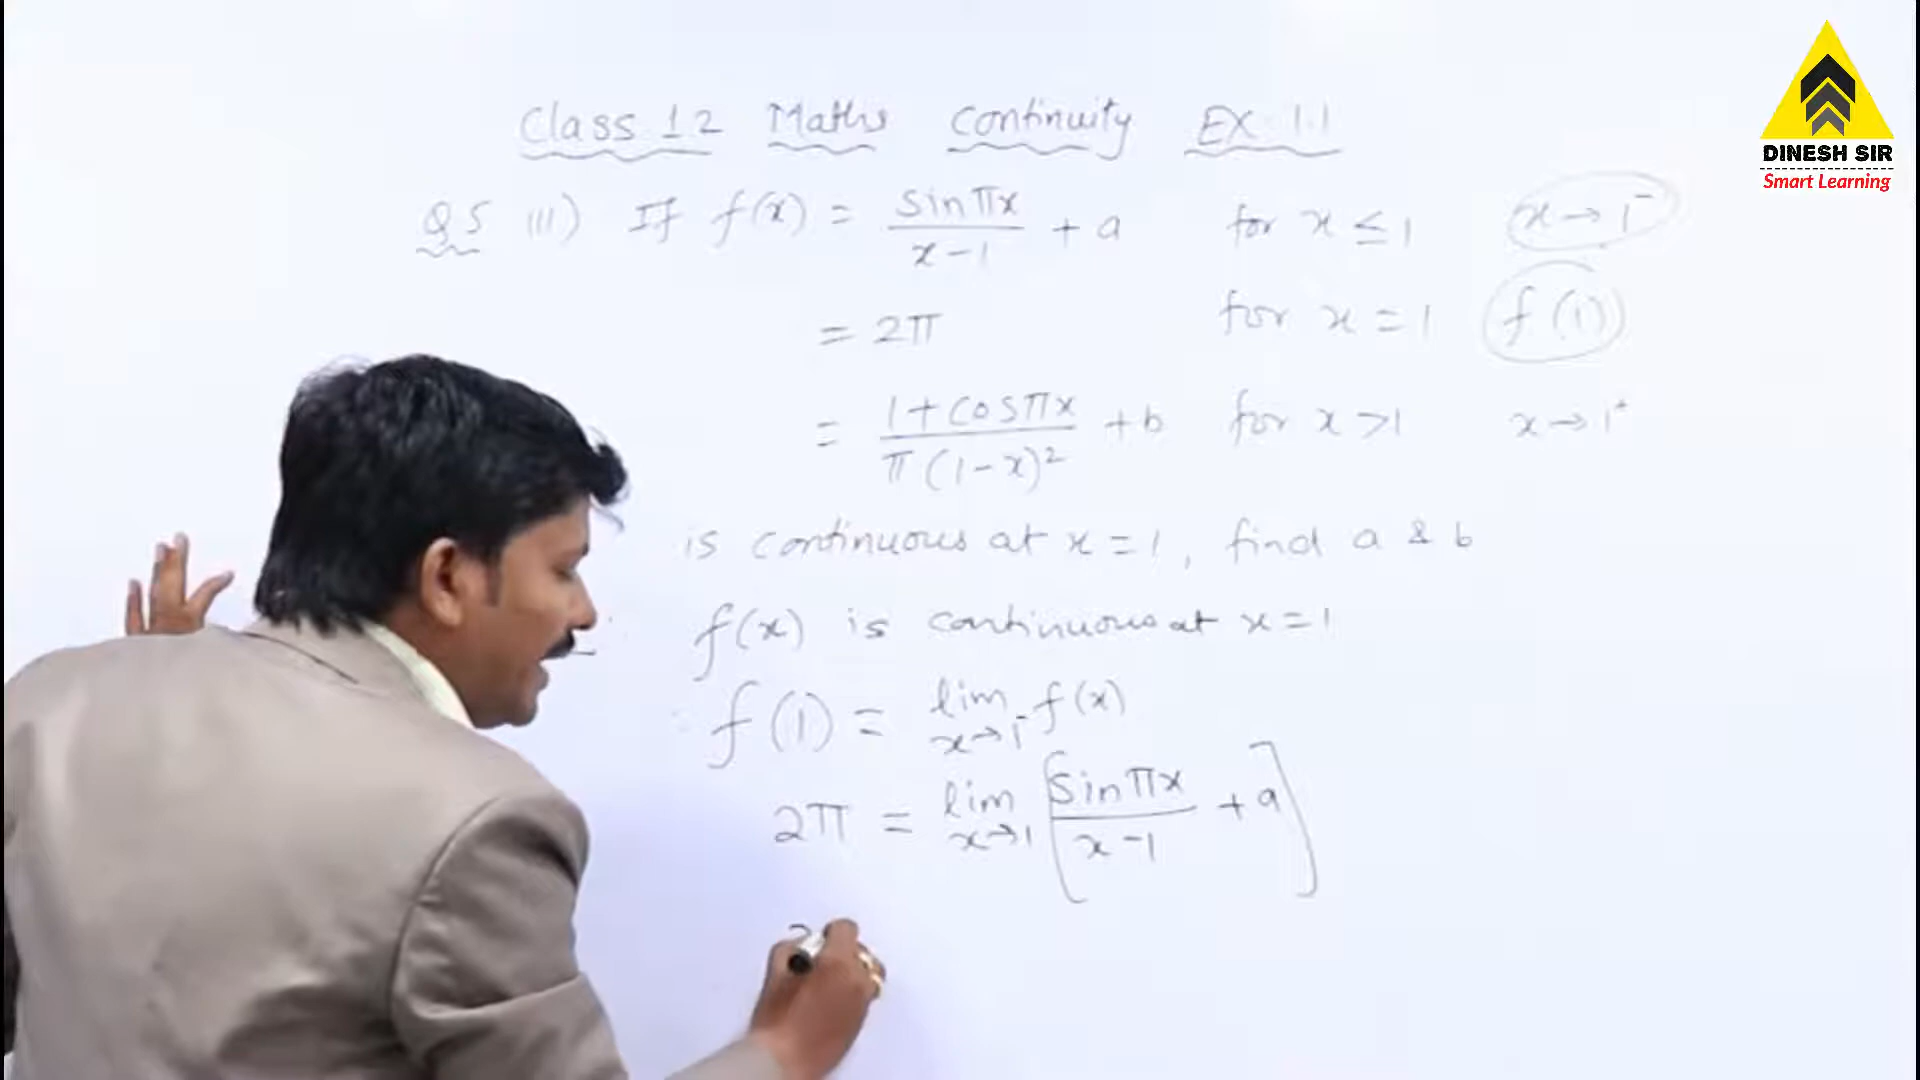 Class 12 Maths Continuity EX 1.1
Q5 III) If f(x) = sinπx / x-1 + a for x ≤ 1 x→1⁻
= 2π for x = 1 f(1)
= 1+cosπx / π(1-x)² + b for x >1 x→1⁺
is continuous at x=1, find a & b
f(x) is continuous at x=1
f(1) = lim x→1⁻ f(x)
2π = lim x→1 [sinπx / x-1 + a]
2
DINESH SIR
Smart Learning